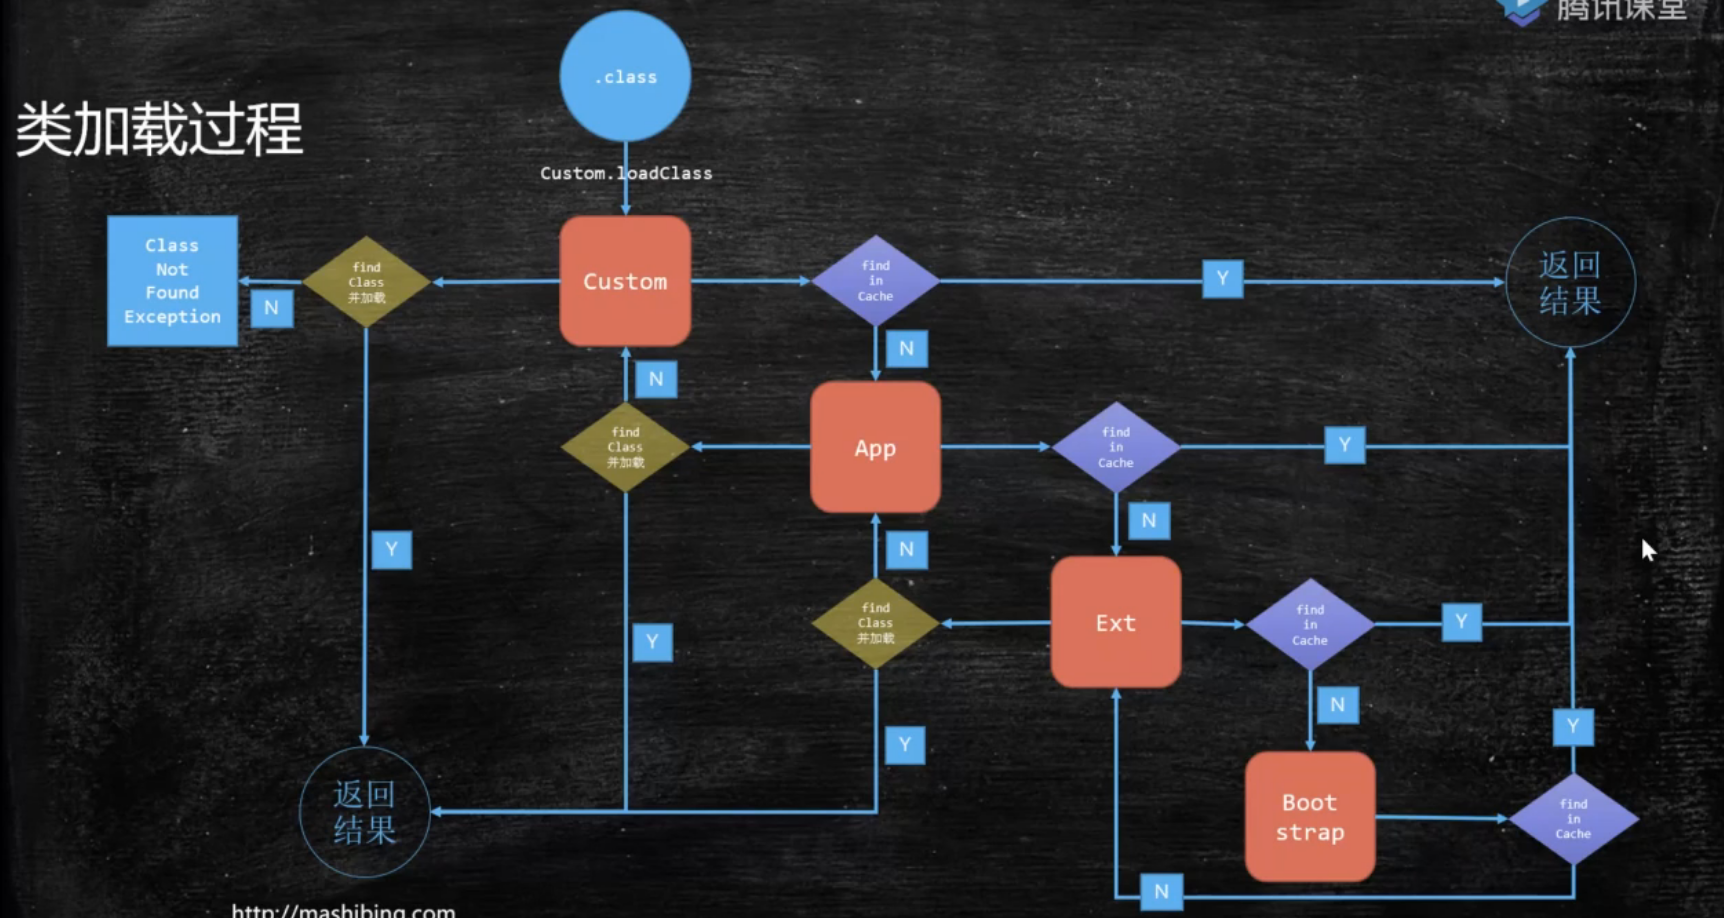 腾讯课堂
.class
类加载过程
Custom.loadClass
Class
Not
Found
Exception
N
find
Class
并加载
Custom
find
in
Cache
Y
返回
结果
N
N
find
Class
并加载
App
find
in
Cache
Y
N
Y
N
find
Class
并加载
Ext
find
in
Cache
Y
Y
N
Y
Y
返回
结果
Boot
strap
find
in
Cache
N
http://mashibing.com